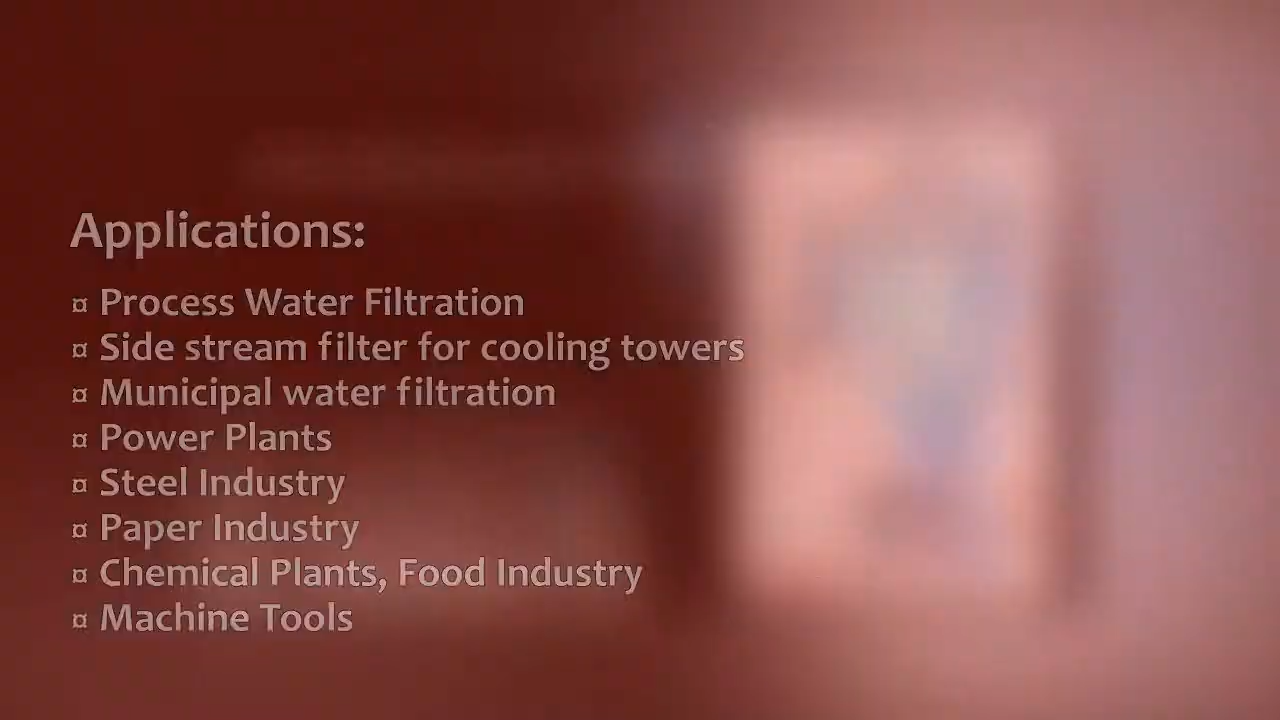 Applications:
¤ Process Water Filtration
¤ Side stream filter for cooling towers
¤ Municipal water filtration
¤ Power Plants
¤ Steel Industry
¤ Paper Industry
¤ Chemical Plants, Food Industry
¤ Machine Tools